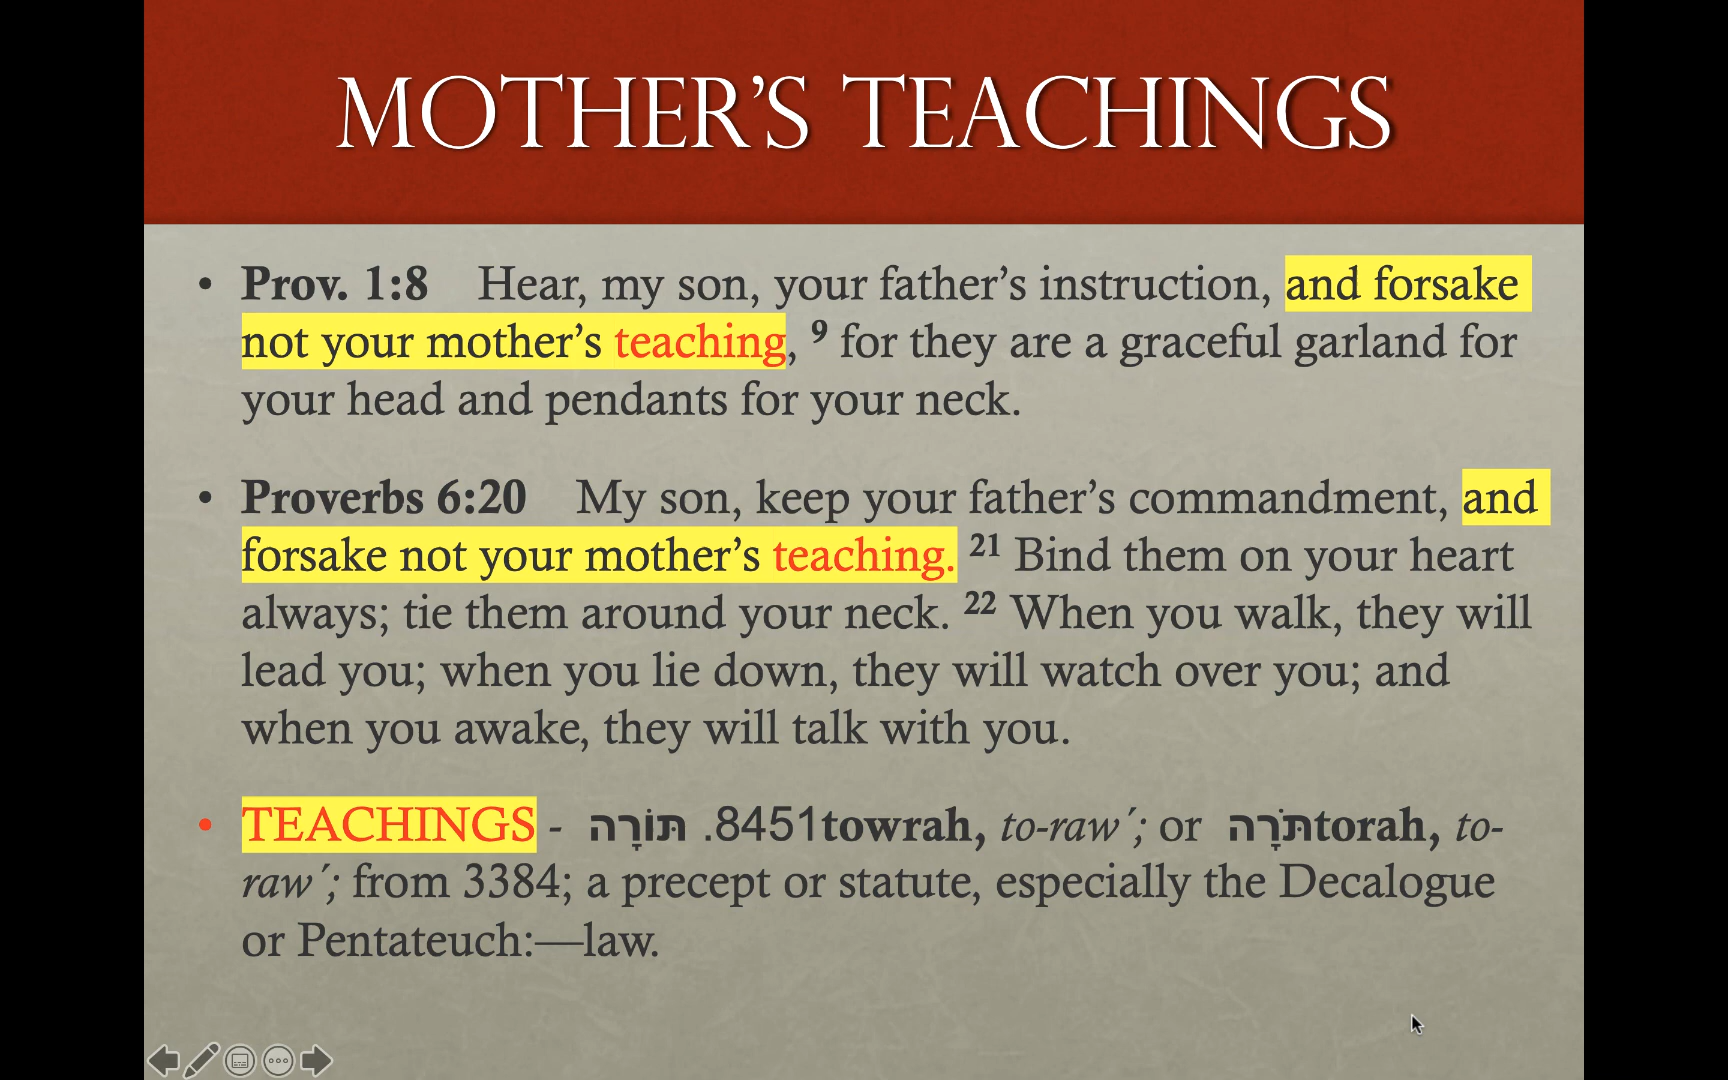 MOTHER’S TEACHINGS
• Prov. 1:8 Hear, my son, your father’s instruction, and forsake
not your mother’s teaching, 9 for they are a graceful garland for
your head and pendants for your neck.
• Proverbs 6:20 My son, keep your father’s commandment, and
forsake not your mother’s teaching. 21 Bind them on your heart
always; tie them around your neck. 22 When you walk, they will
lead you; when you lie down, they will watch over you; and
when you awake, they will talk with you.
• TEACHINGS - תּוֹרָה .8451towrah, to-raw´; or תֹּרָהtorah, to-
raw´; from 3384; a precept or statute, especially the Decalogue
or Pentateuch:—law.